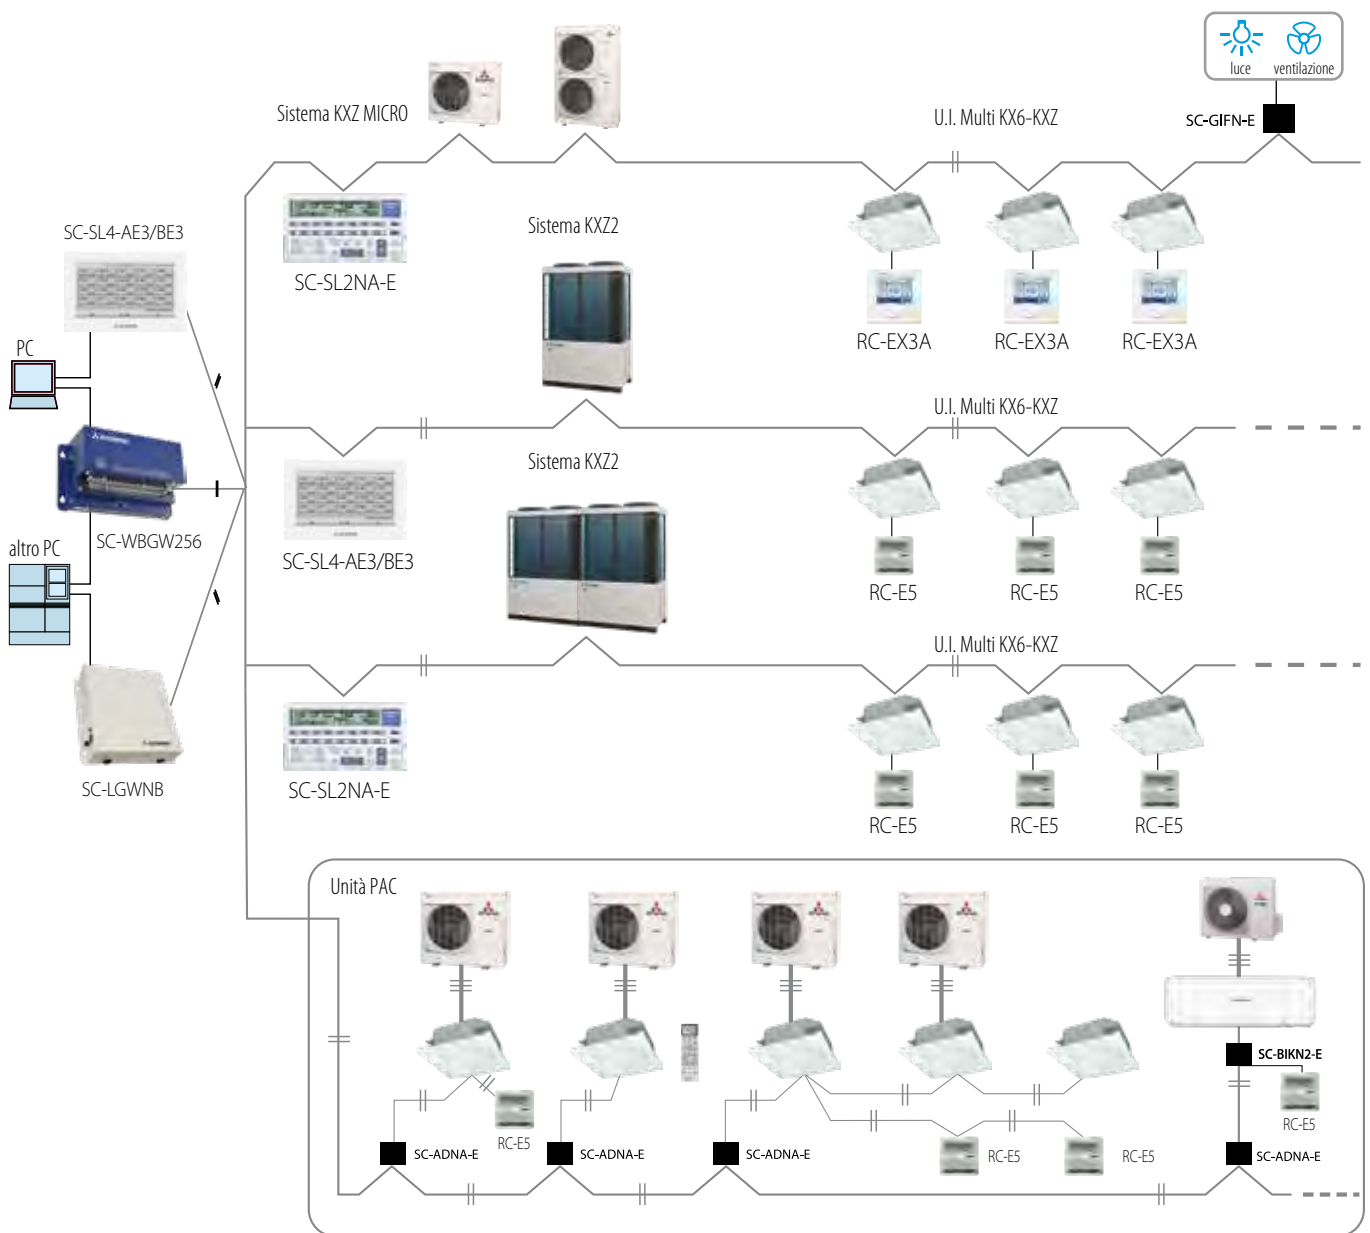 luce
ventilazione
Sistema KXZ MICRO
U.I. Multi KX6-KXZ
SC-GIFN-E
SC-SL4-AE3/BE3
SC-SL2NA-E
Sistema KXZ2
RC-EX3A
RC-EX3A
RC-EX3A
PC
U.I. Multi KX6-KXZ
Sistema KXZ2
SC-WBGW256
altro PC
SC-SL4-AE3/BE3
RC-E5
RC-E5
RC-E5
U.I. Multi KX6-KXZ
SC-LGWNB
SC-SL2NA-E
RC-E5
RC-E5
RC-E5
Unità PAC
SC-BIKN2-E
RC-E5
RC-E5
SC-ADNA-E
SC-ADNA-E
SC-ADNA-E
RC-E5
RC-E5
SC-ADNA-E